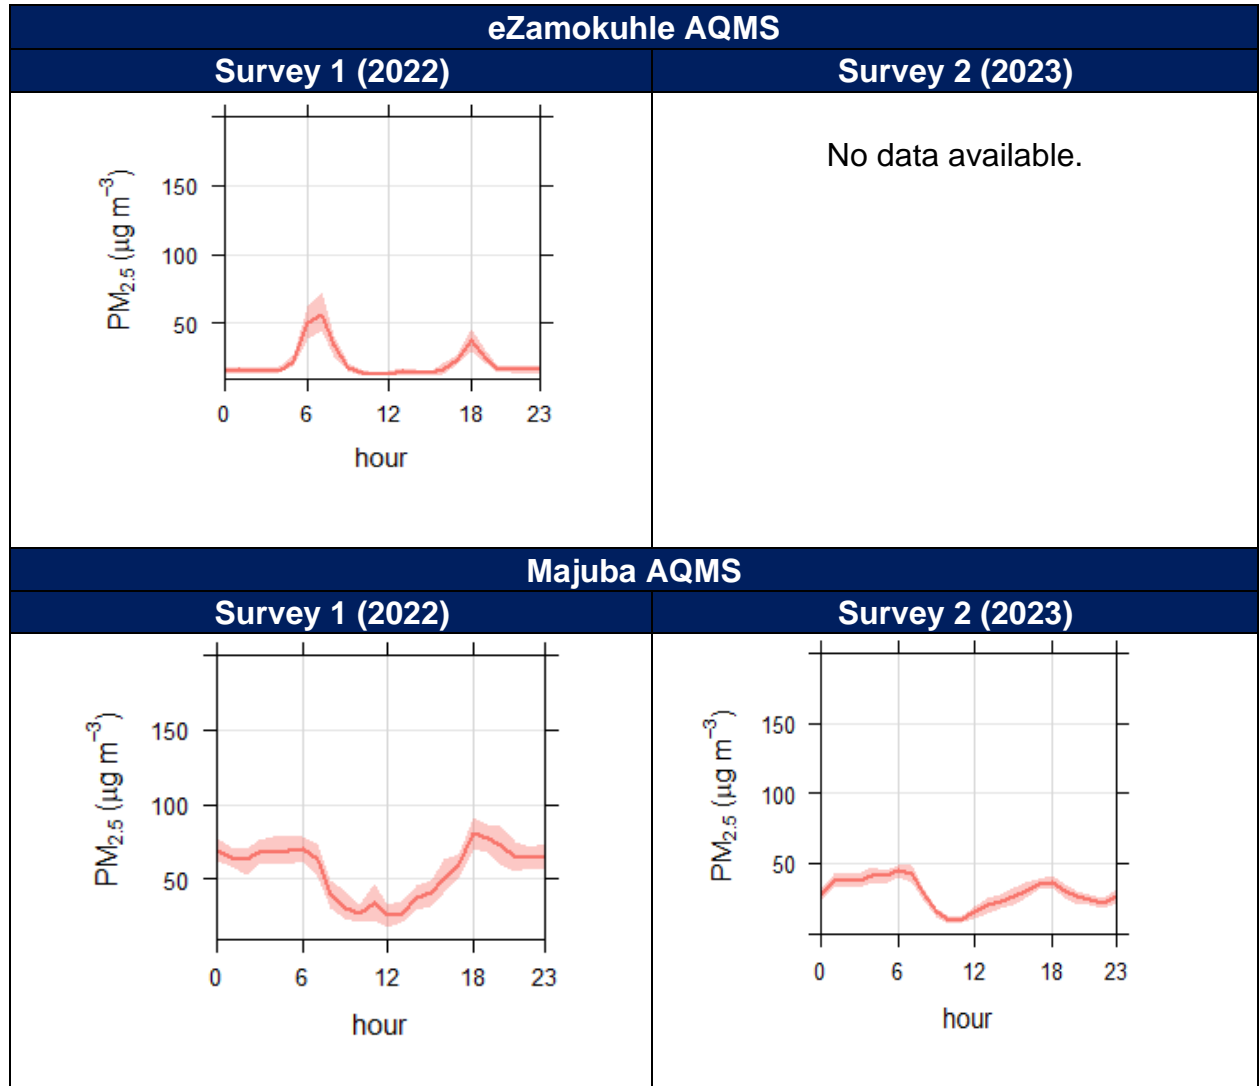 eZamokuhle AQMS
Survey 1 (2022)
Survey 2 (2023)
PM2.5 (μg m−3)
150
100
50
0 6 12 18 23
hour
No data available.
Majuba AQMS
Survey 1 (2022)
Survey 2 (2023)
PM2.5 (μg m−3)
150
100
50
0 6 12 18 23
hour
PM2.5 (μg m−3)
150
100
50
0 6 12 18 23
hour